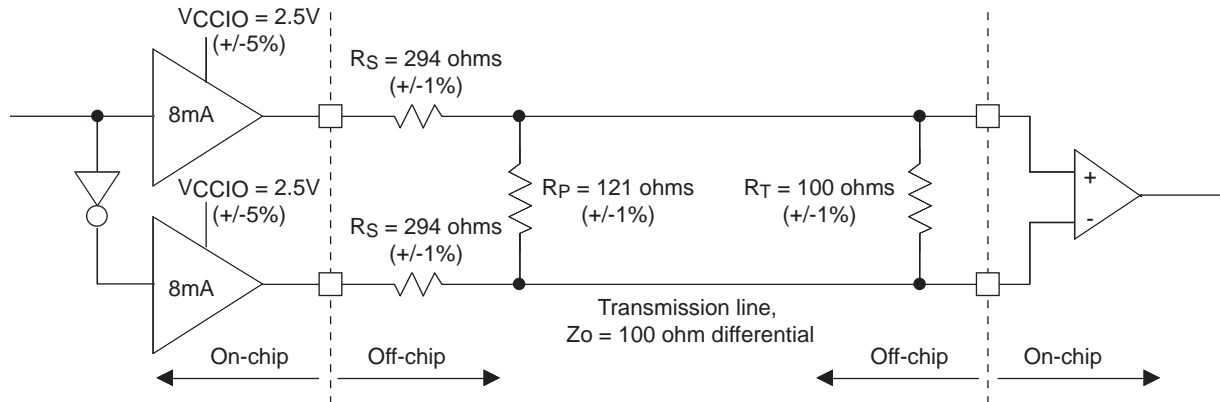 VCCIO = 2.5V
(+/-5%)
8mA
RS = 294 ohms
(+/-1%)
VCCIO = 2.5V
(+/-5%)
8mA
RS = 294 ohms
(+/-1%)
RP = 121 ohms
(+/-1%)
RT = 100 ohms
(+/-1%)
+
-
Transmission line,
Zo = 100 ohm differential
On-chip
Off-chip
Off-chip
On-chip